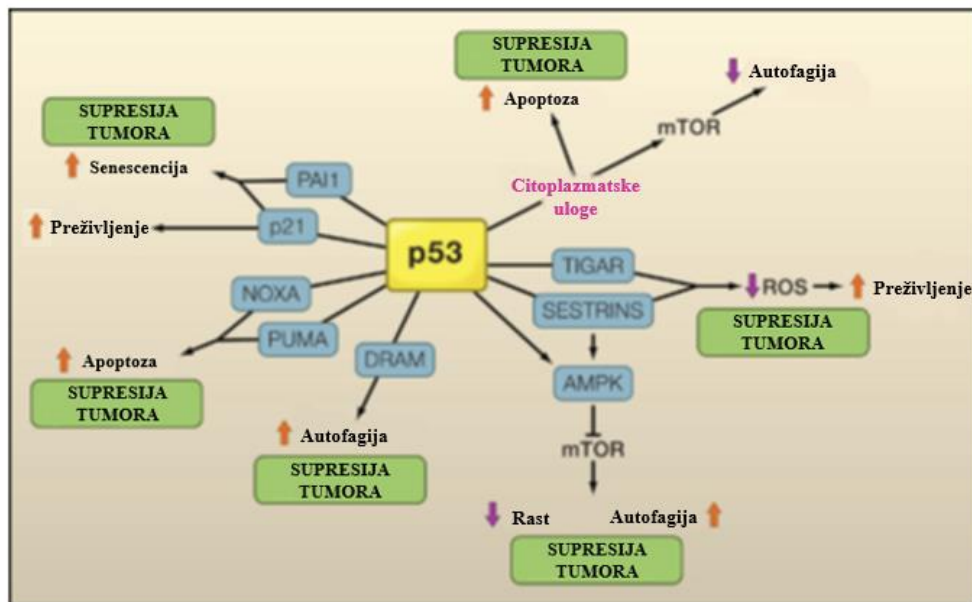 SUPRESIJA
TUMORA
Apoptoza
Autofagija
mTOR
SUPRESIJA
TUMORA
Senescencija
PAI1
Citoplazmatske
uloge
Preživljenje
p21
p53
TIGAR
NOXA
SESTRINS
ROS
Preživljenje
SUPRESIJA
TUMORA
PUMA
DRAM
Apoptoza
AMPK
SUPRESIJA
TUMORA
Autofagija
mTOR
SUPRESIJA
TUMORA
Rast
Autofagija
SUPRESIJA
TUMORA